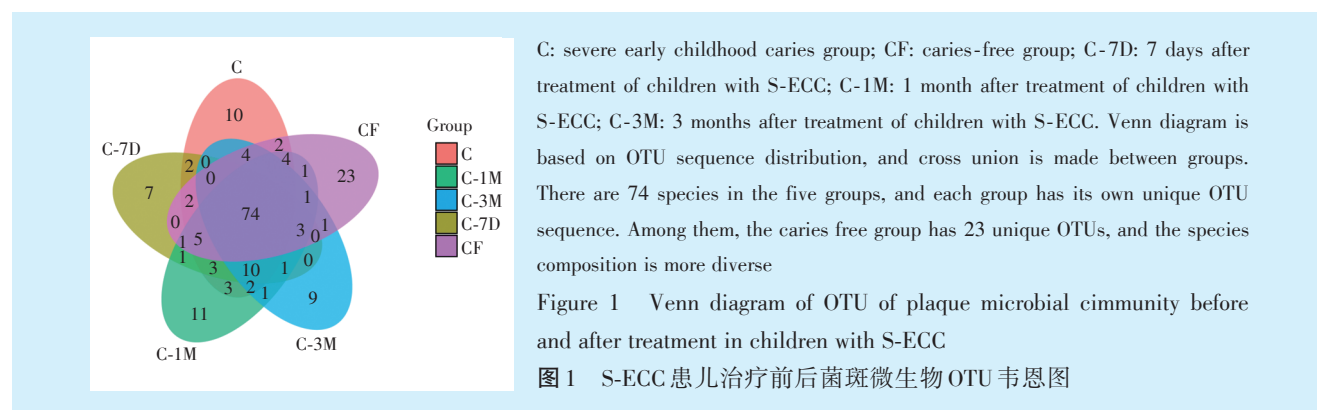 C
10
CF
2
Group
C-7D
2 0 4 4
C
0 1 23
C-1M
7
C-3M
2 1
C-7D
74
0 3 0 1
CF
1 5
1 3 10 1 0
3 2 1 9
11
C-1M
C-3M
C: severe early childhood caries group; CF: caries-free group; C-7D: 7 days after
treatment of children with S-ECC; C-1M: 1 month after treatment of children with
S-ECC; C-3M: 3 months after treatment of children with S-ECC. Venn diagram is
based on OTU sequence distribution, and cross union is made between groups.
There are 74 species in the five groups, and each group has its own unique OTU
sequence. Among them, the caries free group has 23 unique OTUs, and the species
composition is more diverse
Figure 1 Venn diagram of OTU of plaque microbial cimmunity before
and after treatment in children with S-ECC
图1 S-ECC患儿治疗前后菌斑微生物OTU韦恩图